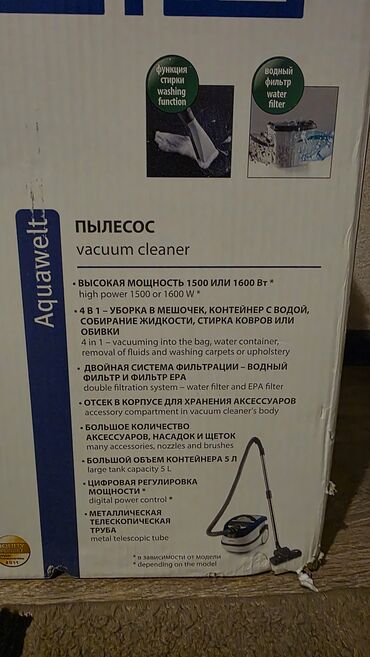 функция
стирки
washing
function
водный
фильтр
water
filter
Aquawelt
ПЫЛЕСОС
vacuum cleaner
• ВЫСОКАЯ МОЩНОСТЬ 1500 ИЛИ 1600 Вт *
high power 1500 or 1600 W *
• 4 В 1 – УБОРКА В МЕШОЧЕК, КОНТЕЙНЕР С ВОДОЙ,
СОБИРАНИЕ ЖИДКОСТИ, СТИРКА КОВРОВ ИЛИ
ОБИВКИ
4 in 1 – vacuuming into the bag, water container,
removal of fluids and washing carpets or upholstery
• ДВОЙНАЯ СИСТЕМА ФИЛЬТРАЦИИ – ВОДНЫЙ
ФИЛЬТР И ФИЛЬТР EPA
double filtration system – water filter and EPA filter
• ОТСЕК В КОРПУСЕ ДЛЯ ХРАНЕНИЯ АКСЕССУАРОВ
accessory compartment in vacuum cleaner's body
• БОЛЬШОЕ КОЛИЧЕСТВО
АКСЕССУАРОВ, НАСАДОК И ЩЕТОК
many accessories, nozzles and brushes
• БОЛЬШОЙ ОБЪЕМ КОНТЕЙНЕРА 5 Л
large tank capacity 5 L
• ЦИФРОВАЯ РЕГУЛИРОВКА
МОЩНОСТИ *
digital power control *
• МЕТАЛЛИЧЕСКАЯ
ТЕЛЕСКОПИЧЕСКАЯ
ТРУБА
metal telescopic tube
* в зависимости от модели
* depending on the model
2011